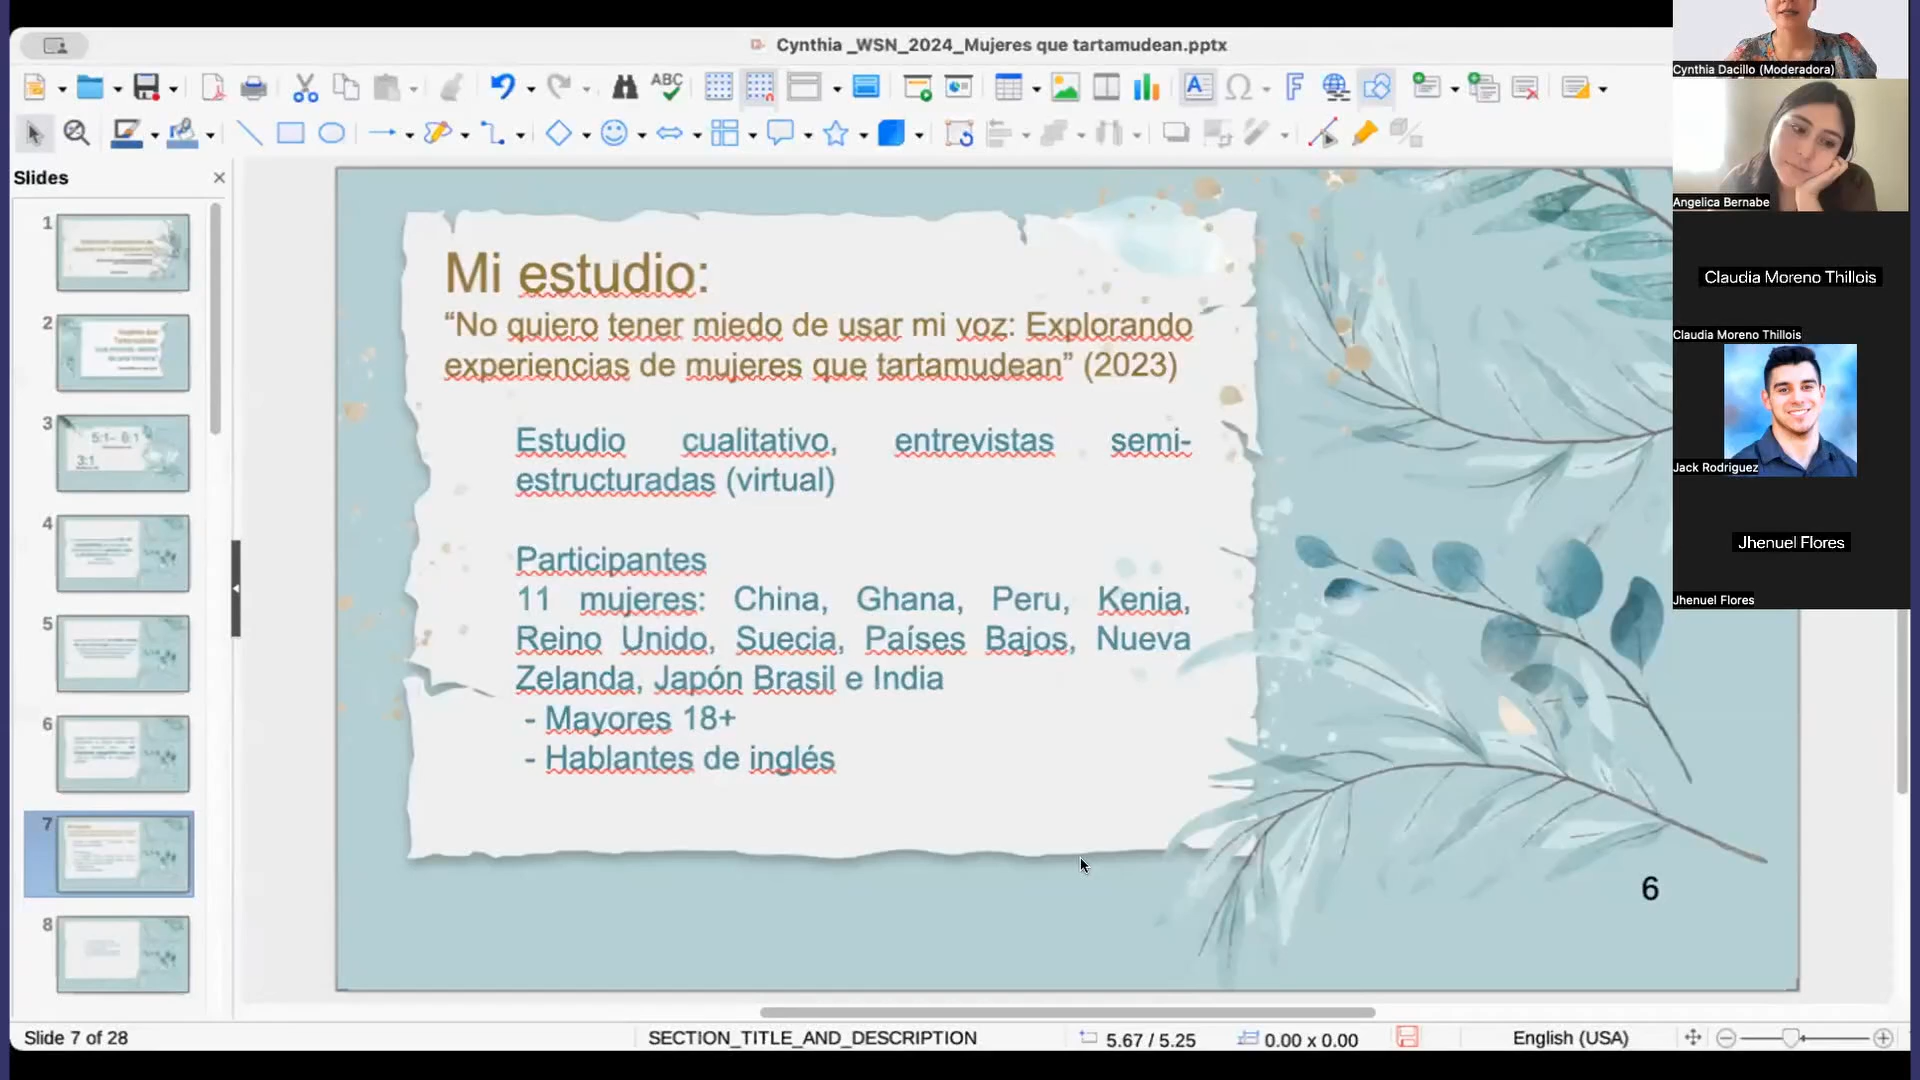 Cynthia _WSN_2024_Mujeres que tartamudean.pptx
ABC
Slides
1
2
3
5:1- 6:1
3:1
4
5
6
7
8
Mi estudio:
“No quiero tener miedo de usar mi voz: Explorando
experiencias de mujeres que tartamudean” (2023)
Estudio cualitativo, entrevistas semi-
estructuradas (virtual)
Participantes
11 mujeres: China, Ghana, Peru, Kenia,
Reino Unido, Suecia, Países Bajos, Nueva
Zelanda, Japón Brasil e India
- Mayores 18+
- Hablantes de inglés
6
Cynthia Dacillo (Moderadora)
Angelica Bernabe
Claudia Moreno Thillois
Claudia Moreno Thillois
Jack Rodriguez
Jhenuel Flores
Jhenuel Flores
Slide 7 of 28
SECTION_TITLE_AND_DESCRIPTION
5.67 / 5.25
0.00 x 0.00
English (USA)